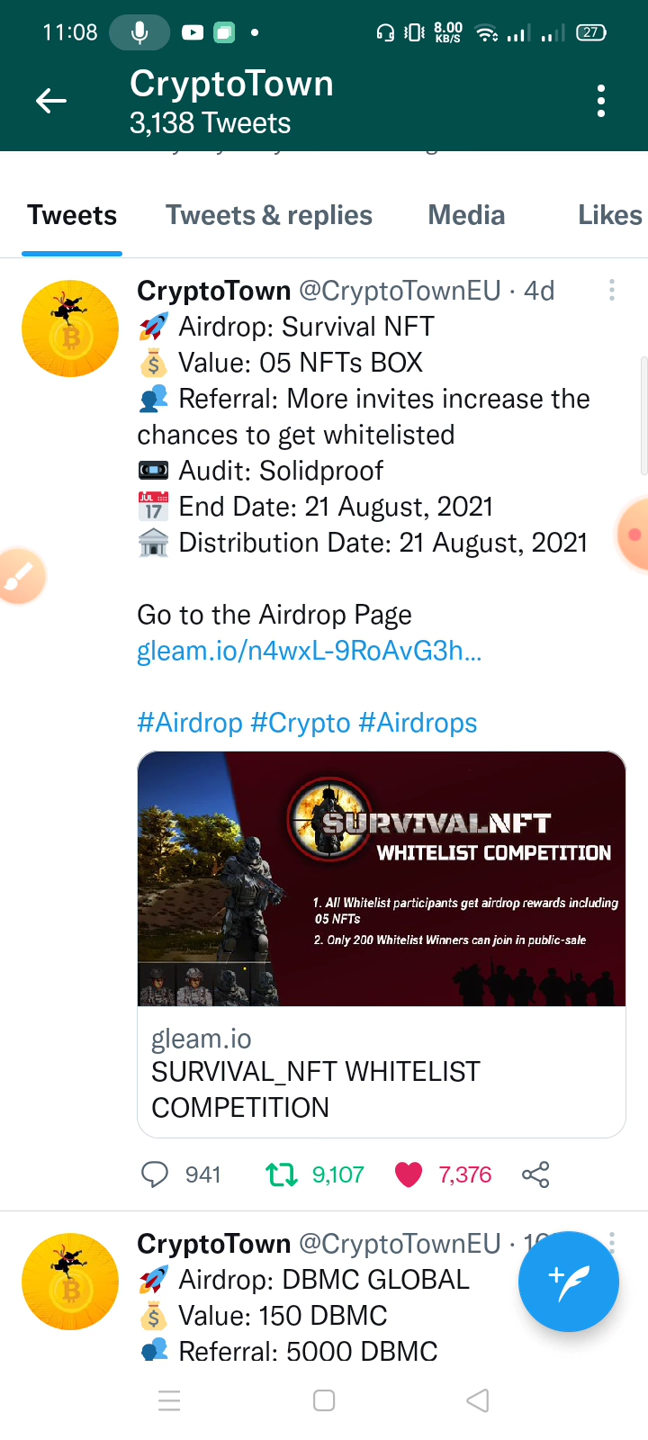 11:08
8.00
KB/S
27
CryptoTown
3,138 Tweets
Tweets
Tweets & replies
Media
Likes
CryptoTown @CryptoTownEU · 4d
Airdrop: Survival NFT
Value: 05 NFTs BOX
Referral: More invites increase the
chances to get whitelisted
Audit: Solidproof
JUL
17
End Date: 21 August, 2021
Distribution Date: 21 August, 2021
Go to the Airdrop Page
gleam.io/n4wxL-9RoAvG3h...
#Airdrop #Crypto #Airdrops
SURVIVALNFT
WHITELIST COMPETITION
1. All Whitelist participants get airdrop rewards including
05 NFTs
2. Only 200 Whitelist Winners can join in public-sale
gleam.io
SURVIVAL_NFT WHITELIST
COMPETITION
941
9,107
7,376
CryptoTown @CryptoTownEU ·
Airdrop: DBMC GLOBAL
Value: 150 DBMC
Referral: 5000 DBMC